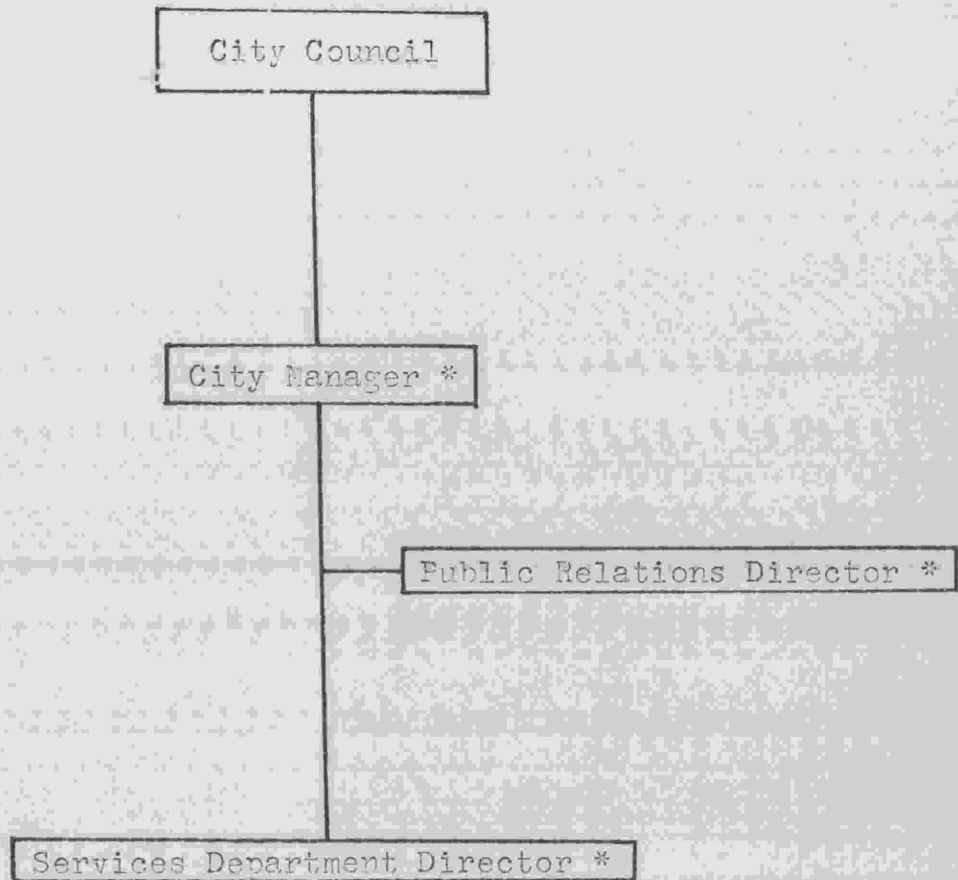 City Council
City Manager *
Public Relations Director *
Services Department Director *